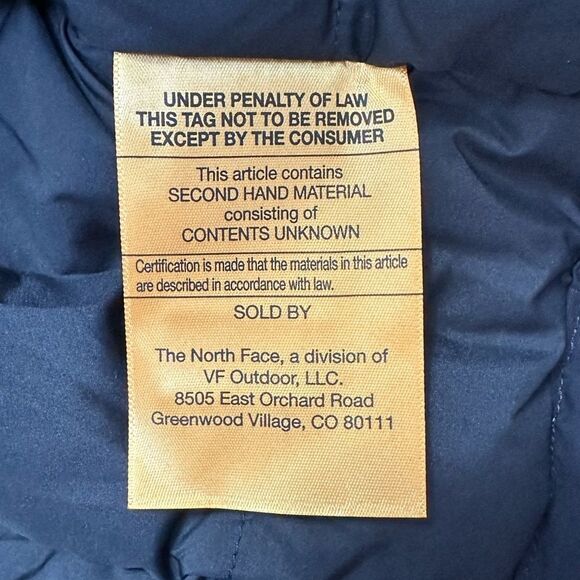 UNDER PENALTY OF LAW
THIS TAG NOT TO BE REMOVED
EXCEPT BY THE CONSUMER
This article contains
SECOND HAND MATERIAL
consisting of
CONTENTS UNKNOWN
Certification is made that the materials in this article
are described in accordance with law.
SOLD BY
The North Face, a division of
VF Outdoor, LLC.
8505 East Orchard Road
Greenwood Village, CO 80111